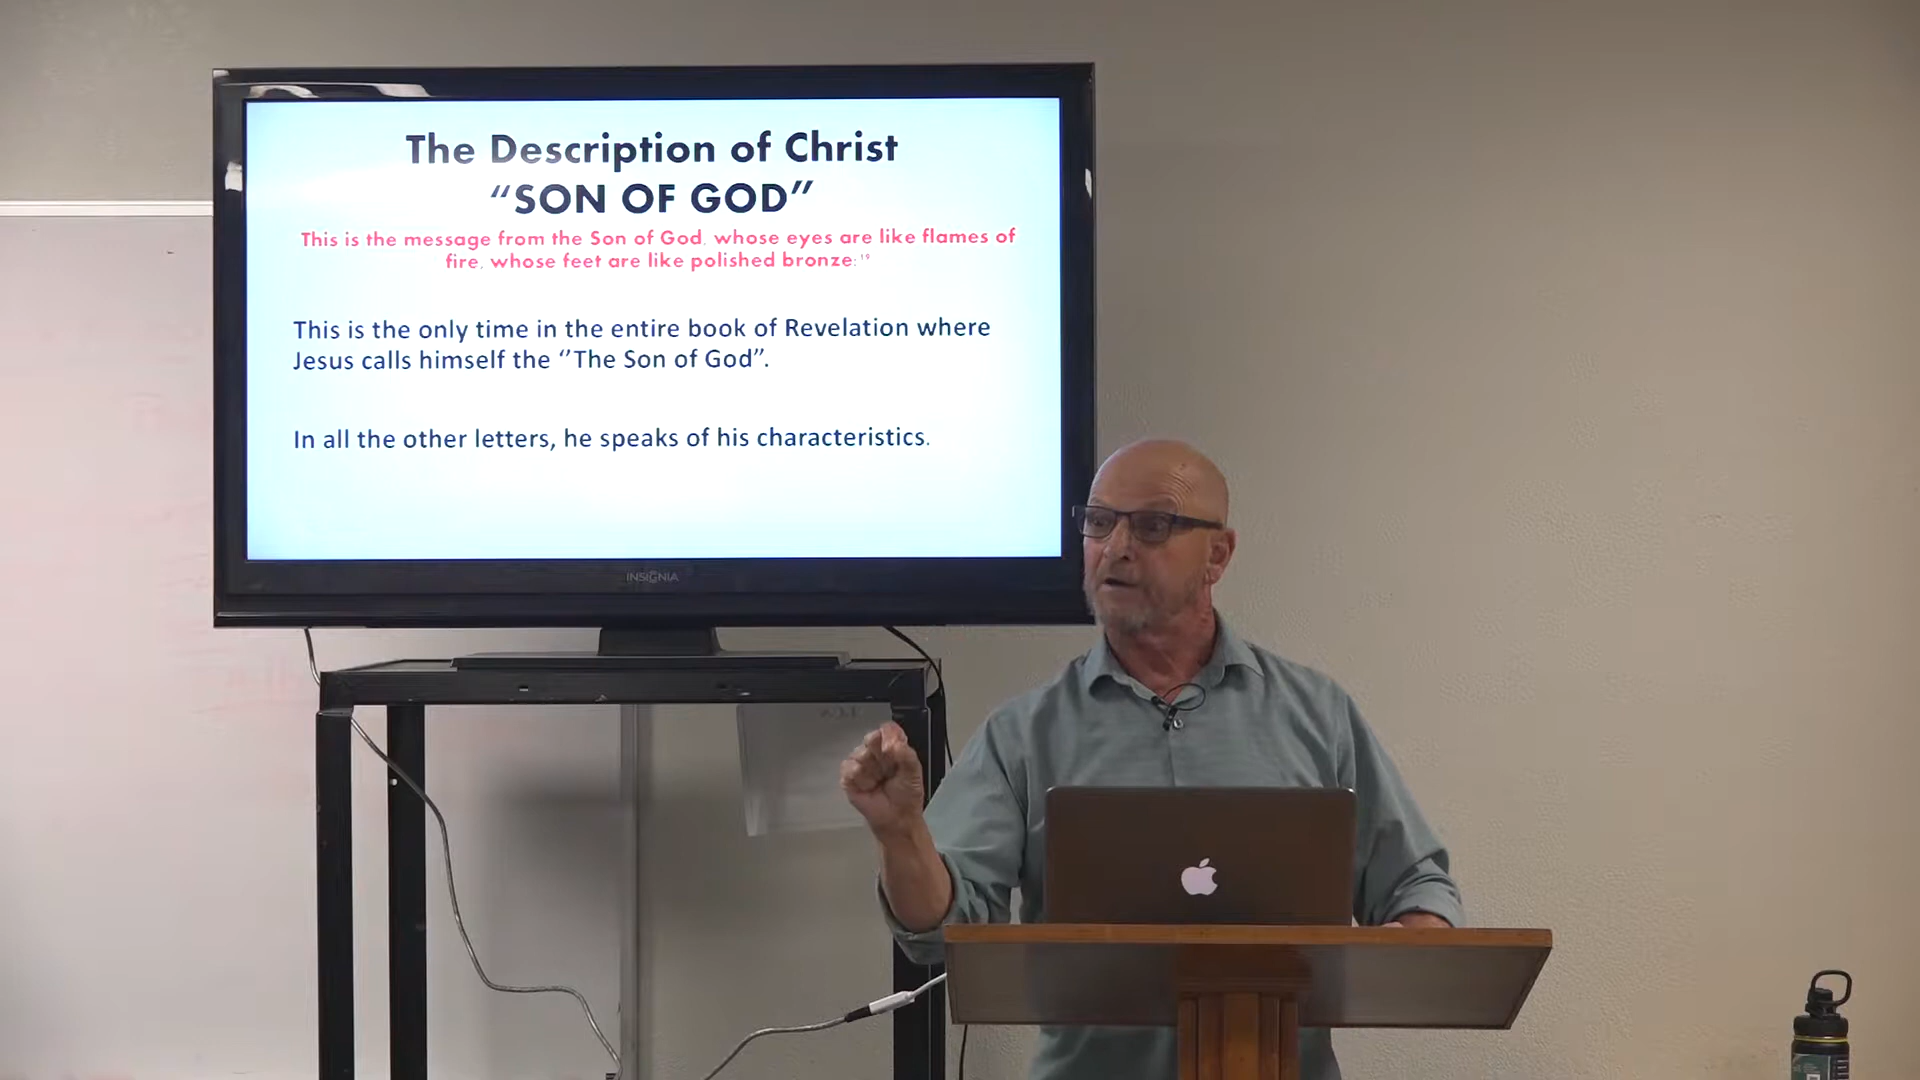 The Description of Christ
“SON OF GOD”
This is the message from the Son of God, whose eyes are like flames of
fire, whose feet are like polished bronze: 19
This is the only time in the entire book of Revelation where
Jesus calls himself the “The Son of God”.
In all the other letters, he speaks of his characteristics.
INSIGNIA